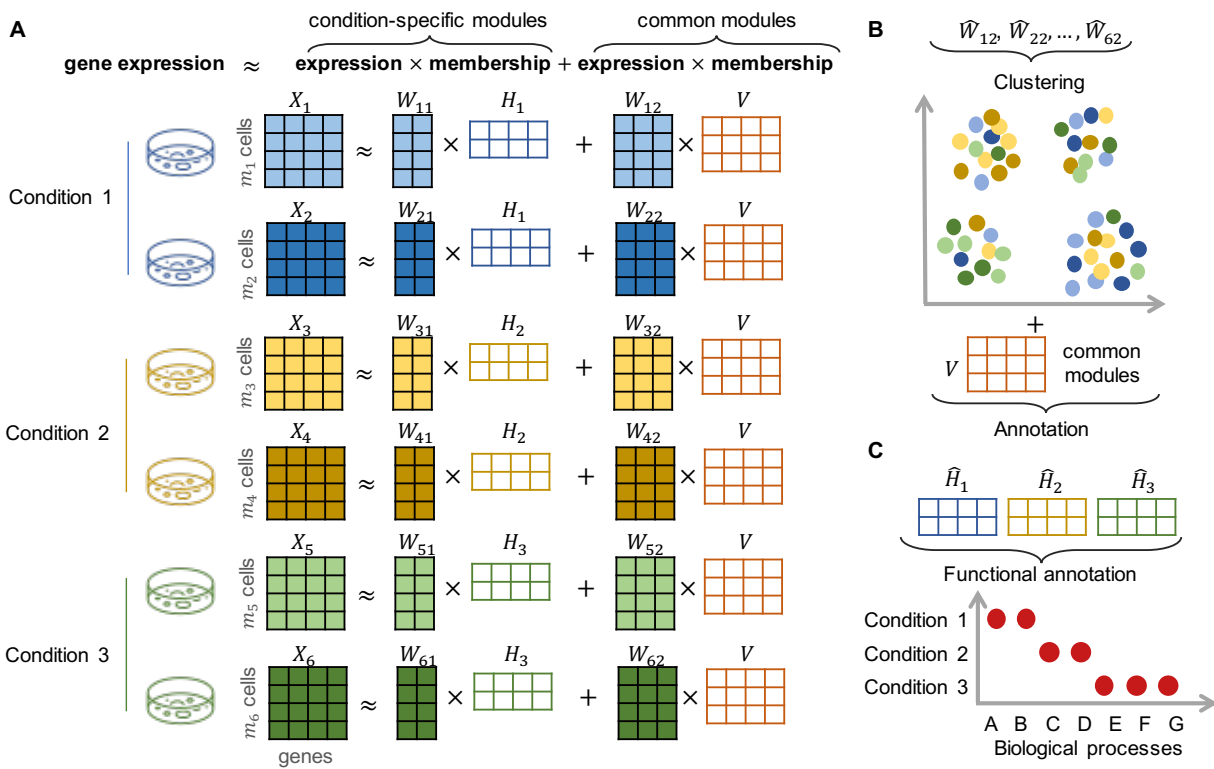 A
condition-specific modules
common modules
gene expression ≈ expression × membership + expression × membership
X₁ W₁₁ H₁ W₁₂ V
m₁ cells
≈ × + ×
Condition 1
X₂ W₂₁ H₁ W₂₂ V
m₂ cells
≈ × + ×
X₃ W₃₁ H₂ W₃₂ V
m₃ cells
≈ × + ×
Condition 2
X₄ W₄₁ H₂ W₄₂ V
m₄ cells
≈ × + ×
X₅ W₅₁ H₃ W₅₂ V
m₅ cells
≈ × + ×
Condition 3
X₆ W₆₁ H₃ W₆₂ V
m₆ cells
≈ × + ×
genes
B
Ŵ₁₂, Ŵ₂₂, ... , Ŵ₆₂
Clustering
+
V
common
modules
Annotation
C
Ĥ₁ Ĥ₂ Ĥ₃
Functional annotation
Condition 1
Condition 2
Condition 3
A B C D E F G
Biological processes